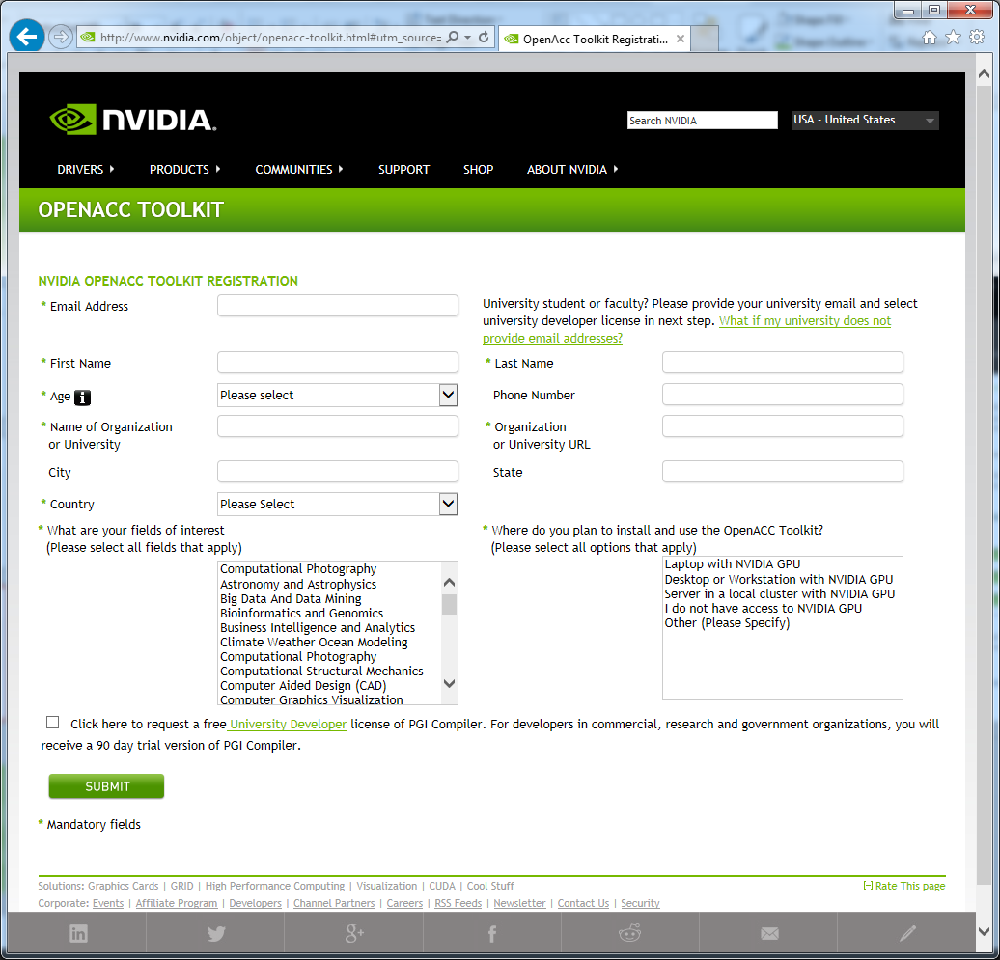 http://www.nvidia.com/object/openacc-toolkit.html#utm_source=
OpenAcc Toolkit Registrati...
NVIDIA.
Search NVIDIA
USA - United States
DRIVERS PRODUCTS COMMUNITIES SUPPORT SHOP ABOUT NVIDIA
OPENACC TOOLKIT
NVIDIA OPENACC TOOLKIT REGISTRATION
* Email Address
University student or faculty? Please provide your university email and select
university developer license in next step. What if my university does not
provide email addresses?
* First Name
* Last Name
* Age i
Please select
Phone Number
* Name of Organization
or University
* Organization
or University URL
City
State
* Country
Please Select
* What are your fields of interest
(Please select all fields that apply)
Computational Photography
Astronomy and Astrophysics
Big Data And Data Mining
Bioinformatics and Genomics
Business Intelligence and Analytics
Climate Weather Ocean Modeling
Computational Photography
Computational Structural Mechanics
Computer Aided Design (CAD)
Computer Graphics Visualization
* Where do you plan to install and use the OpenACC Toolkit?
(Please select all options that apply)
Laptop with NVIDIA GPU
Desktop or Workstation with NVIDIA GPU
Server in a local cluster with NVIDIA GPU
I do not have access to NVIDIA GPU
Other (Please Specify)
Click here to request a free University Developer license of PGI Compiler. For developers in commercial, research and government organizations, you will
receive a 90 day trial version of PGI Compiler.
SUBMIT
* Mandatory fields
Solutions: Graphics Cards | GRID | High Performance Computing | Visualization | CUDA | Cool Stuff
[-] Rate This page
Corporate: Events | Affiliate Program | Developers | Channel Partners | Careers | RSS Feeds | Newsletter | Contact Us | Security
in
g+
f